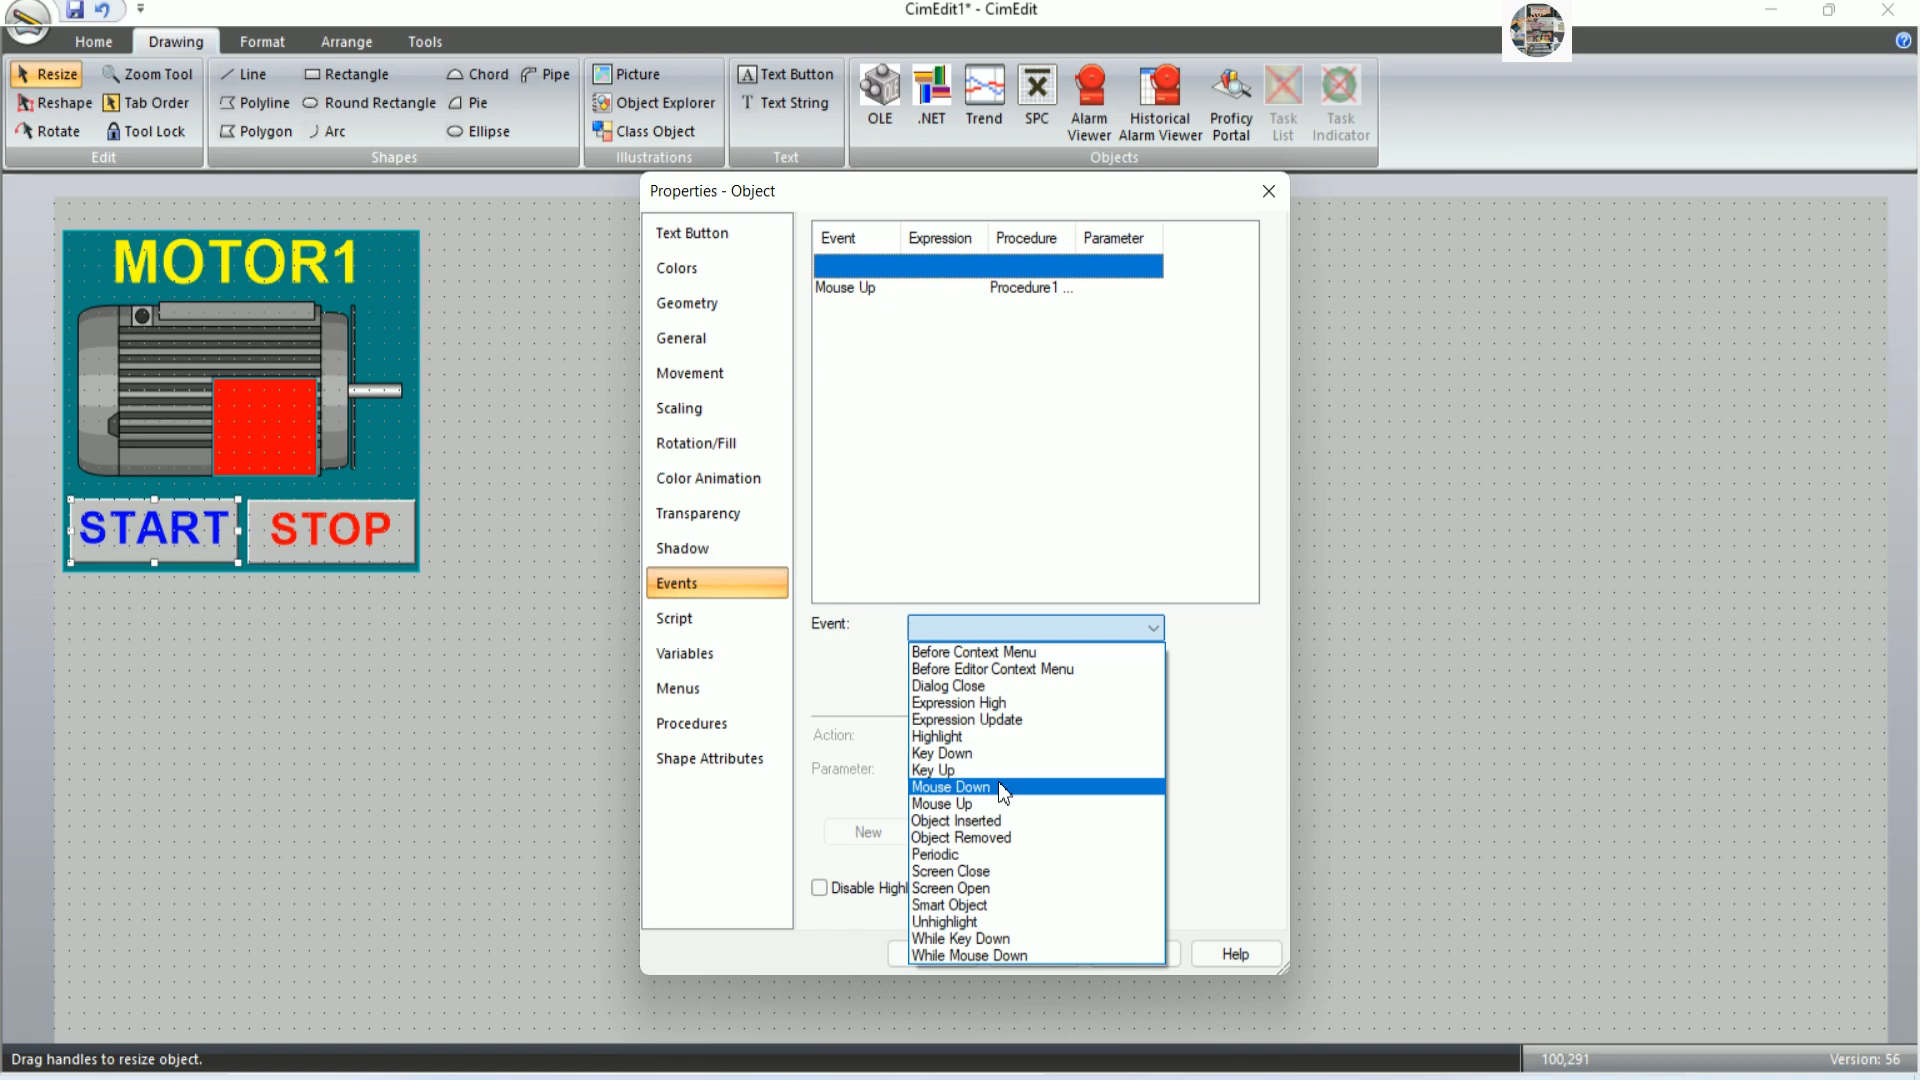 CimEdit1* - CimEdit
Home
Drawing
Format
Arrange
Tools
Resize
Zoom Tool
Line
Rectangle
Chord
Pipe
Picture
Text Button
Reshape
Tab Order
Polyline
Round Rectangle
Pie
Object Explorer
Text String
Rotate
Tool Lock
Polygon
Arc
Ellipse
Class Object
OLE
.NET
Trend
SPC
Alarm Viewer
Historical Alarm Viewer
Proficy Portal
Task List
Task Indicator
Edit
Shapes
Illustrations
Text
Objects
MOTOR1
START
STOP
Properties - Object
Text Button
Colors
Geometry
General
Movement
Scaling
Rotation/Fill
Color Animation
Transparency
Shadow
Events
Script
Variables
Menus
Procedures
Shape Attributes
Event Expression Procedure Parameter
Mouse Up Procedure1 ...
Event:
Before Context Menu
Before Editor Context Menu
Dialog Close
Expression High
Expression Update
Highlight
Key Down
Key Up
Mouse Down
Mouse Up
Object Inserted
Object Removed
Periodic
Screen Close
Screen Open
Smart Object
Unhighlight
While Key Down
While Mouse Down
Action:
Parameter:
New
Disable Highl
Help
Drag handles to resize object.
100,291
Version: 56